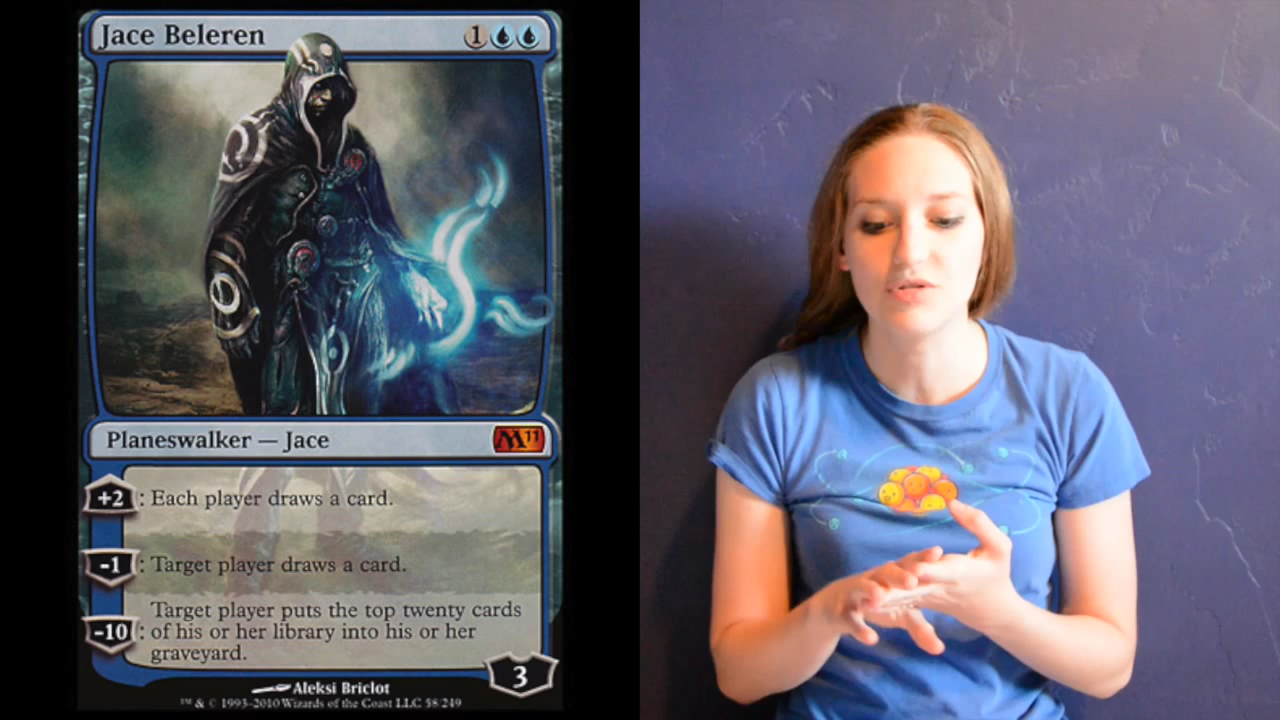 Jace Beleren 1
Planeswalker — Jace M11
+2 : Each player draws a card.
-1 : Target player draws a card.
Target player puts the top twenty cards
-10 : of his or her library into his or her
graveyard.
3
Aleksi Briclot
™ & © 1993–2010 Wizards of the Coast LLC 58/249